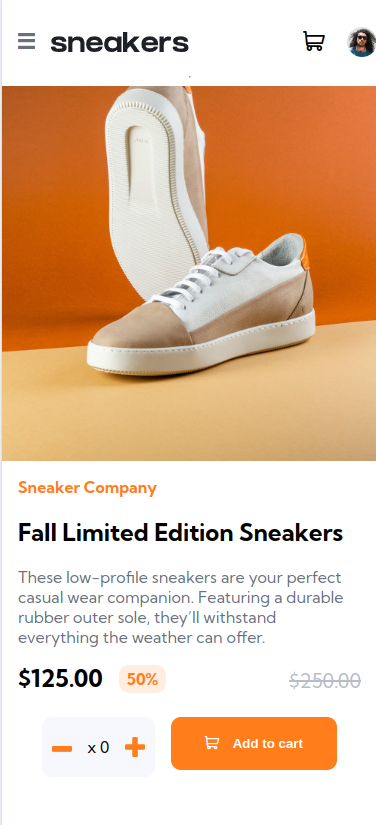 sneakers
Sneaker Company
Fall Limited Edition Sneakers
These low-profile sneakers are your perfect
casual wear companion. Featuring a durable
rubber outer sole, they'll withstand
everything the weather can offer.
$125.00 50% $250.00
x 0 Add to cart